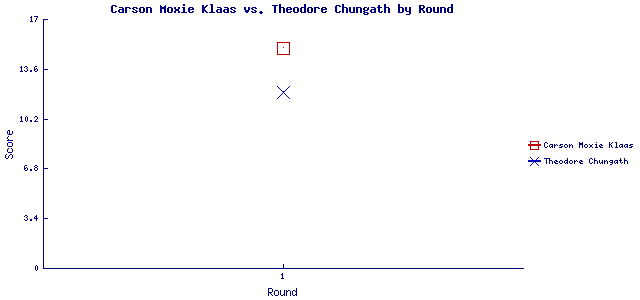 Carson Moxie Klaas vs. Theodore Chungath by Round
17
13.6
10.2
6.8
3.4
0
Score
1
Round
Carson Moxie Klaas
Theodore Chungath